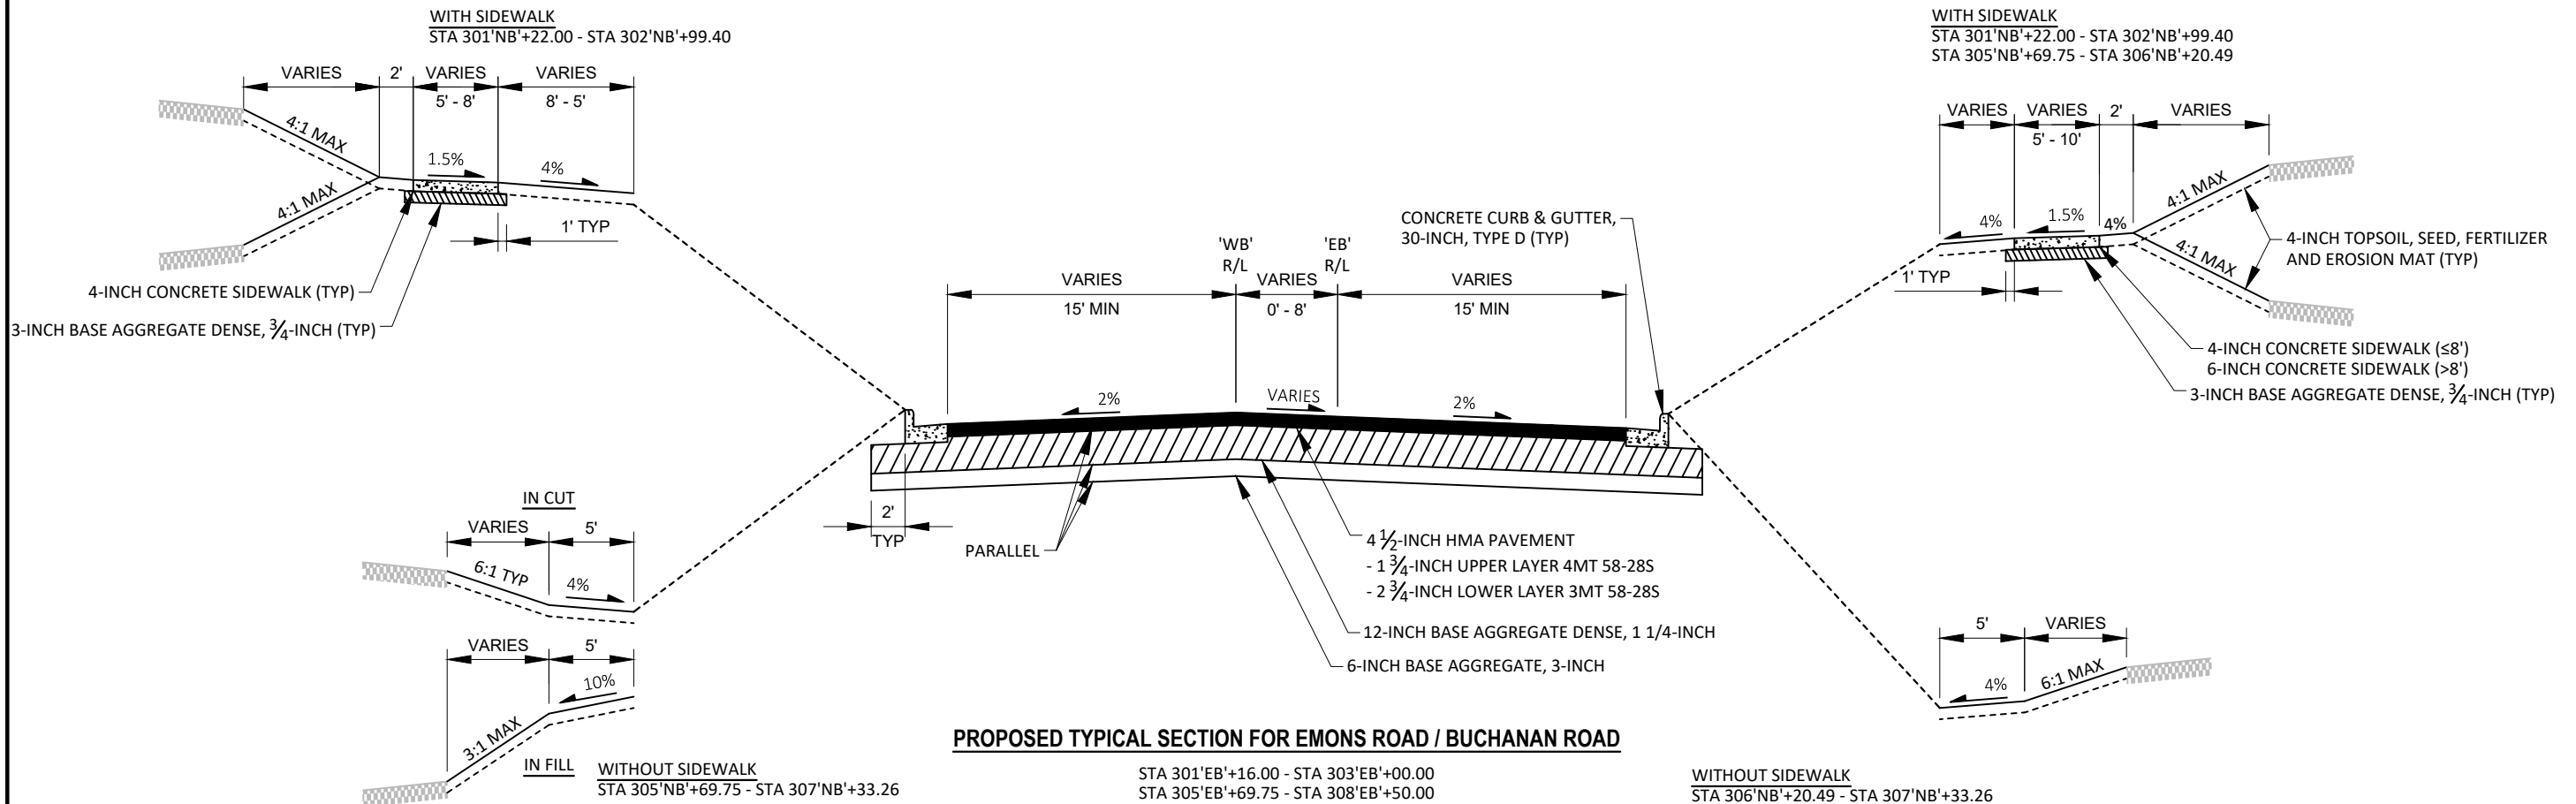 WITH SIDEWALK
STA 301'NB'+22.00 - STA 302'NB'+99.40
VARIES
2'
VARIES
VARIES
5' - 8'
8' - 5'
4:1 MAX
4:1 MAX
1.5%
4%
1' TYP
4-INCH CONCRETE SIDEWALK (TYP)
3-INCH BASE AGGREGATE DENSE, 3/4-INCH (TYP)
WITH SIDEWALK
STA 301'NB'+22.00 - STA 302'NB'+99.40
STA 305'NB'+69.75 - STA 306'NB'+20.49
VARIES
VARIES
2'
VARIES
5' - 10'
4%
1.5%
4%
4:1 MAX
4:1 MAX
1' TYP
4-INCH TOPSOIL, SEED, FERTILIZER
AND EROSION MAT (TYP)
4-INCH CONCRETE SIDEWALK (≤8')
6-INCH CONCRETE SIDEWALK (>8')
3-INCH BASE AGGREGATE DENSE, 3/4-INCH (TYP)
CONCRETE CURB & GUTTER,
30-INCH, TYPE D (TYP)
'WB'
R/L
'EB'
R/L
VARIES
VARIES
VARIES
15' MIN
0' - 8'
15' MIN
2%
VARIES
2%
2'
TYP
PARALLEL
4 1/2-INCH HMA PAVEMENT
- 1 3/4-INCH UPPER LAYER 4MT 58-28S
- 2 3/4-INCH LOWER LAYER 3MT 58-28S
12-INCH BASE AGGREGATE DENSE, 1 1/4-INCH
6-INCH BASE AGGREGATE, 3-INCH
IN CUT
VARIES
5'
6:1 TYP
4%
VARIES
5'
10%
3:1 MAX
IN FILL
WITHOUT SIDEWALK
STA 305'NB'+69.75 - STA 307'NB'+33.26
5'
VARIES
4%
6:1 MAX
WITHOUT SIDEWALK
STA 306'NB'+20.49 - STA 307'NB'+33.26
PROPOSED TYPICAL SECTION FOR EMONS ROAD / BUCHANAN ROAD
STA 301'EB'+16.00 - STA 303'EB'+00.00
STA 305'EB'+69.75 - STA 308'EB'+50.00